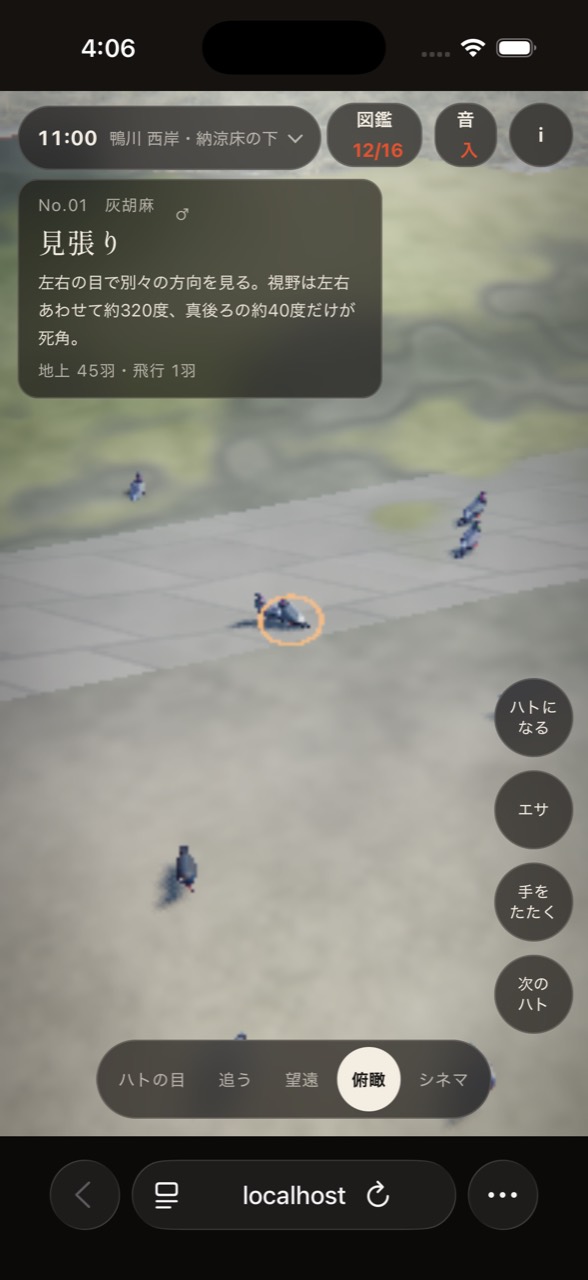 4:06
11:00 鴨川 西岸・納涼床の下
図鑑
12/16
音
入
i
No.01 灰胡麻 ♂
見張り
左右の目で別々の方向を見る。視野は左右
あわせて約320度、真後ろの約40度だけが
死角。
地上 45羽・飛行 1羽
ハトに
なる
エサ
手を
たたく
次の
ハト
ハトの目 追う 望遠 俯瞰 シネマ
localhost